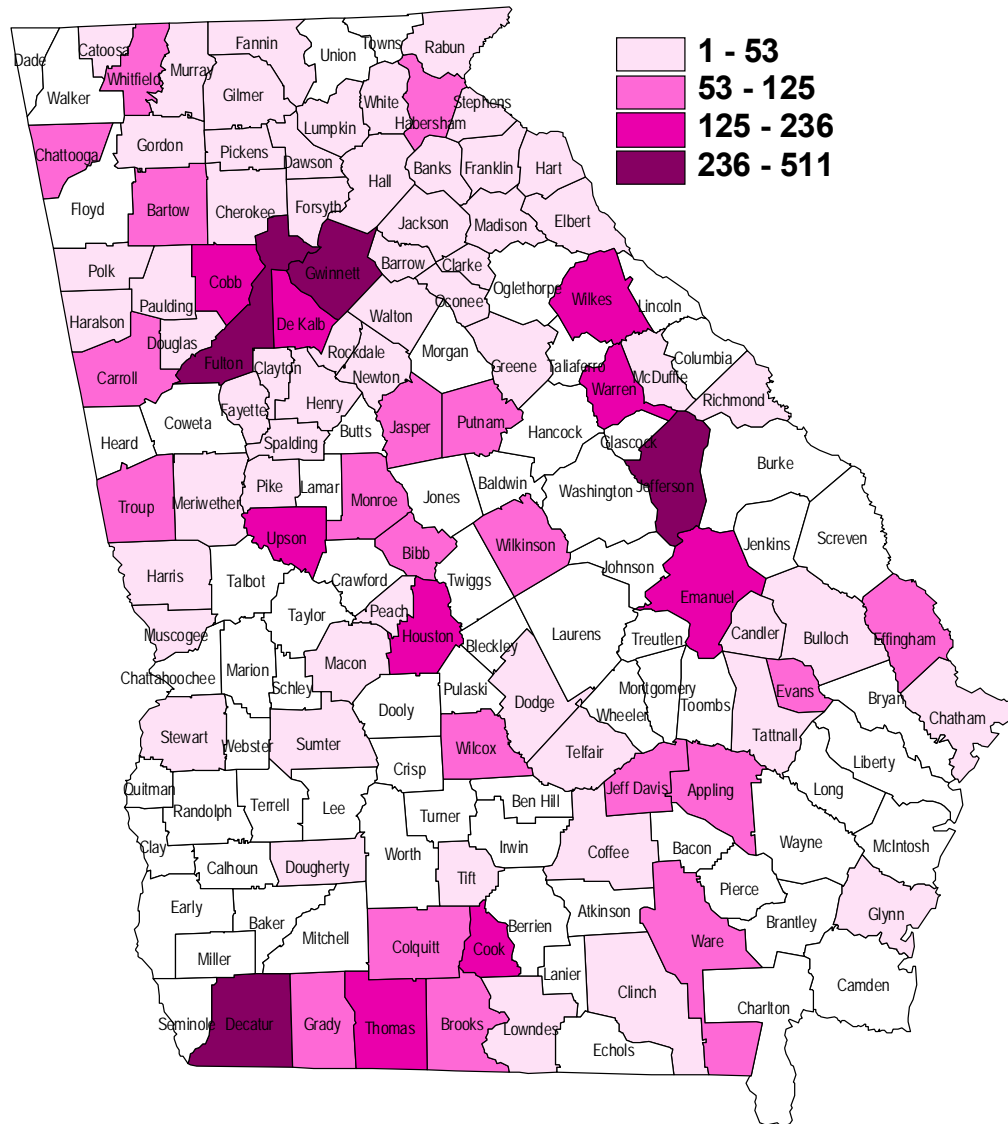 Dade
Catoosa
Whitfield
Walker
Murray
Fannin
Gilmer
Union
Towns
Rabun
White
Habersham
Stephens
Lumpkin
Chattooga
Gordon
Pickens
Dawson
Hall
Banks
Franklin
Hart
Floyd
Bartow
Cherokee
Forsyth
Jackson
Madison
Elbert
Polk
Paulding
Cobb
Gwinnett
Barrow
Clarke
Oconee
Oglethorpe
Wilkes
Lincoln
Haralson
Douglas
Fulton
De Kalb
Rockdale
Walton
Newton
Morgan
Greene
Taliaferro
Warren
McDuffie
Columbia
Richmond
Carroll
Clayton
Fayette
Henry
Spalding
Butts
Jasper
Putnam
Hancock
Glascock
Jefferson
Burke
Heard
Coweta
Troup
Meriwether
Pike
Lamar
Monroe
Jones
Baldwin
Washington
Jenkins
Screven
Upson
Bibb
Wilkinson
Twiggs
Johnson
Emanuel
Harris
Talbot
Crawford
Taylor
Peach
Houston
Bleckley
Laurens
Treutlen
Candler
Bulloch
Effingham
Muscogee
Chattahoochee
Marion
Schley
Macon
Dooly
Pulaski
Dodge
Wheeler
Montgomery
Toombs
Tattnall
Evans
Bryan
Chatham
Stewart
Webster
Sumter
Crisp
Wilcox
Telfair
Jeff Davis
Appling
Long
Liberty
McIntosh
Quitman
Randolph
Terrell
Lee
Turner
Ben Hill
Irwin
Coffee
Bacon
Wayne
Clay
Calhoun
Dougherty
Worth
Tift
Pierce
Brantley
Glynn
Early
Baker
Miller
Mitchell
Colquitt
Cook
Berrien
Atkinson
Ware
Lanier
Clinch
Charlton
Camden
Seminole
Decatur
Grady
Thomas
Brooks
Lowndes
Echols
1 - 53
53 - 125
125 - 236
236 - 511